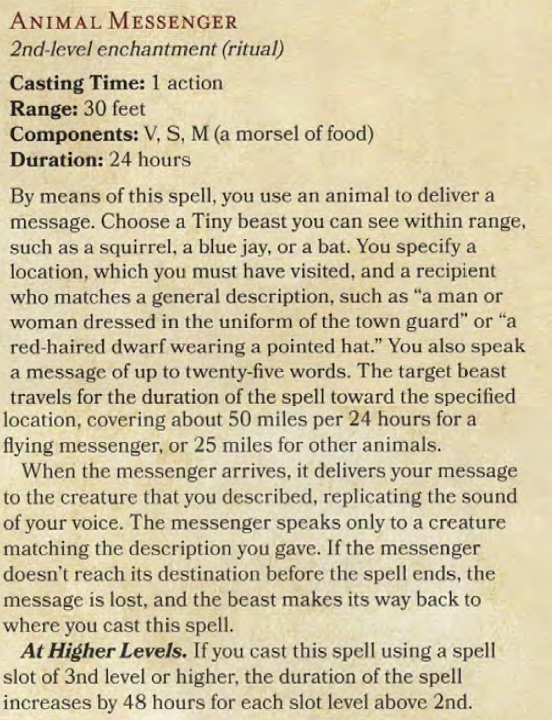 ANIMAL MESSENGER
2nd-level enchantment (ritual)
Casting Time: 1 action
Range: 30 feet
Components: V, S, M (a morsel of food)
Duration: 24 hours
By means of this spell, you use an animal to deliver a
message. Choose a Tiny beast you can see within range,
such as a squirrel, a blue jay, or a bat. You specify a
location, which you must have visited, and a recipient
who matches a general description, such as “a man or
woman dressed in the uniform of the town guard” or “a
red-haired dwarf wearing a pointed hat.” You also speak
a message of up to twenty-five words. The target beast
travels for the duration of the spell toward the specified
location, covering about 50 miles per 24 hours for a
flying messenger, or 25 miles for other animals.
When the messenger arrives, it delivers your message
to the creature that you described, replicating the sound
of your voice. The messenger speaks only to a creature
matching the description you gave. If the messenger
doesn't reach its destination before the spell ends, the
message is lost, and the beast makes its way back to
where you cast this spell.
At Higher Levels. If you cast this spell using a spell
slot of 3nd level or higher, the duration of the spell
increases by 48 hours for each slot level above 2nd.